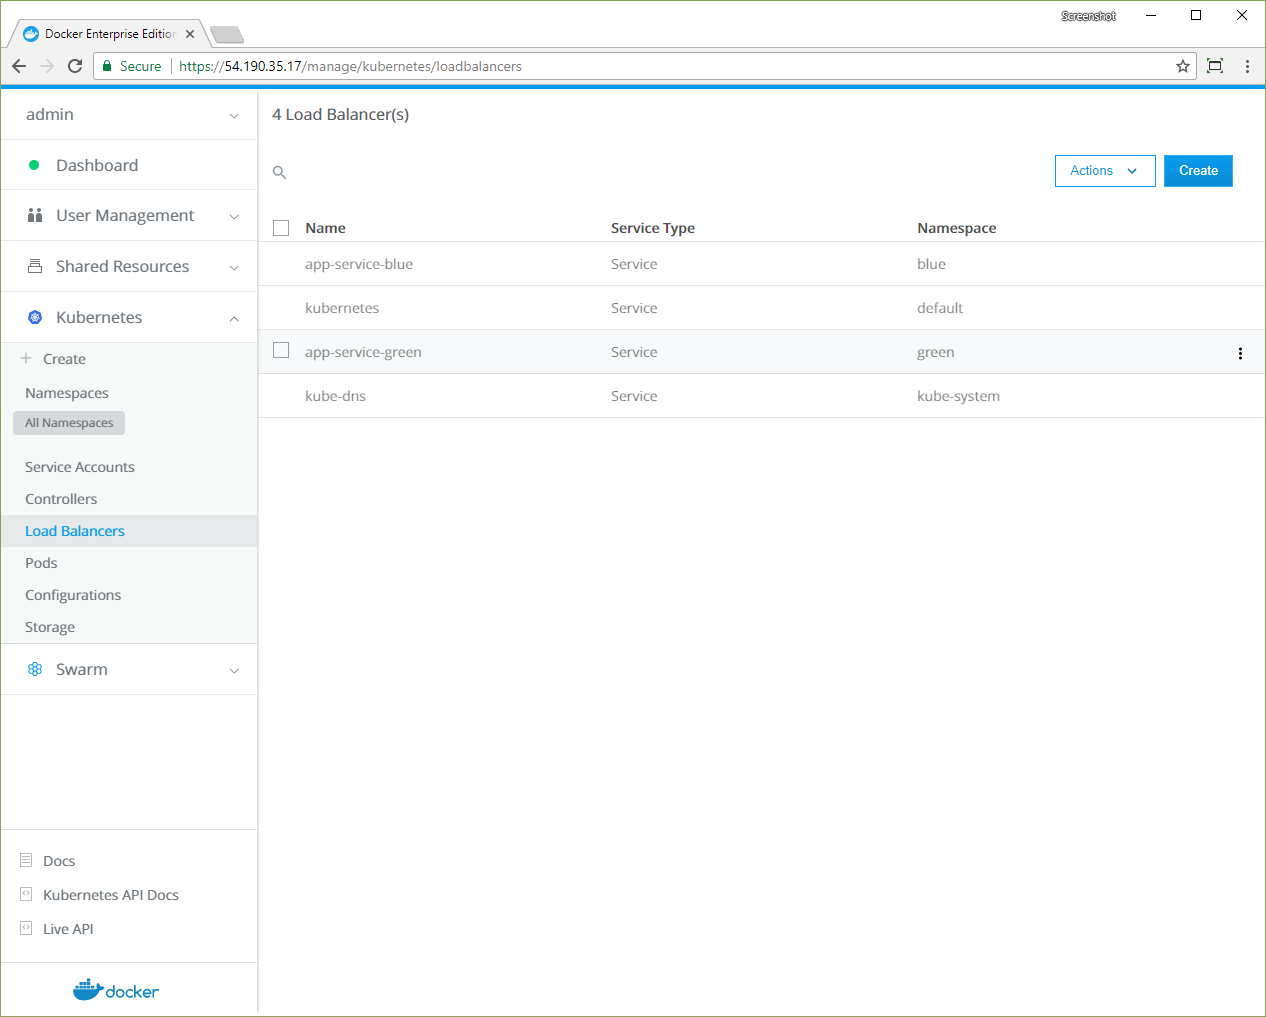 Screenshot
Docker Enterprise Edition
Secure
https://54.190.35.17/manage/kubernetes/loadbalancers
admin
Dashboard
User Management
Shared Resources
Kubernetes
Create
Namespaces
All Namespaces
Service Accounts
Controllers
Load Balancers
Pods
Configurations
Storage
Swarm
Docs
Kubernetes API Docs
Live API
docker
4 Load Balancer(s)
Actions
Create
Name Service Type Namespace
app-service-blue Service blue
kubernetes Service default
app-service-green Service green
kube-dns Service kube-system